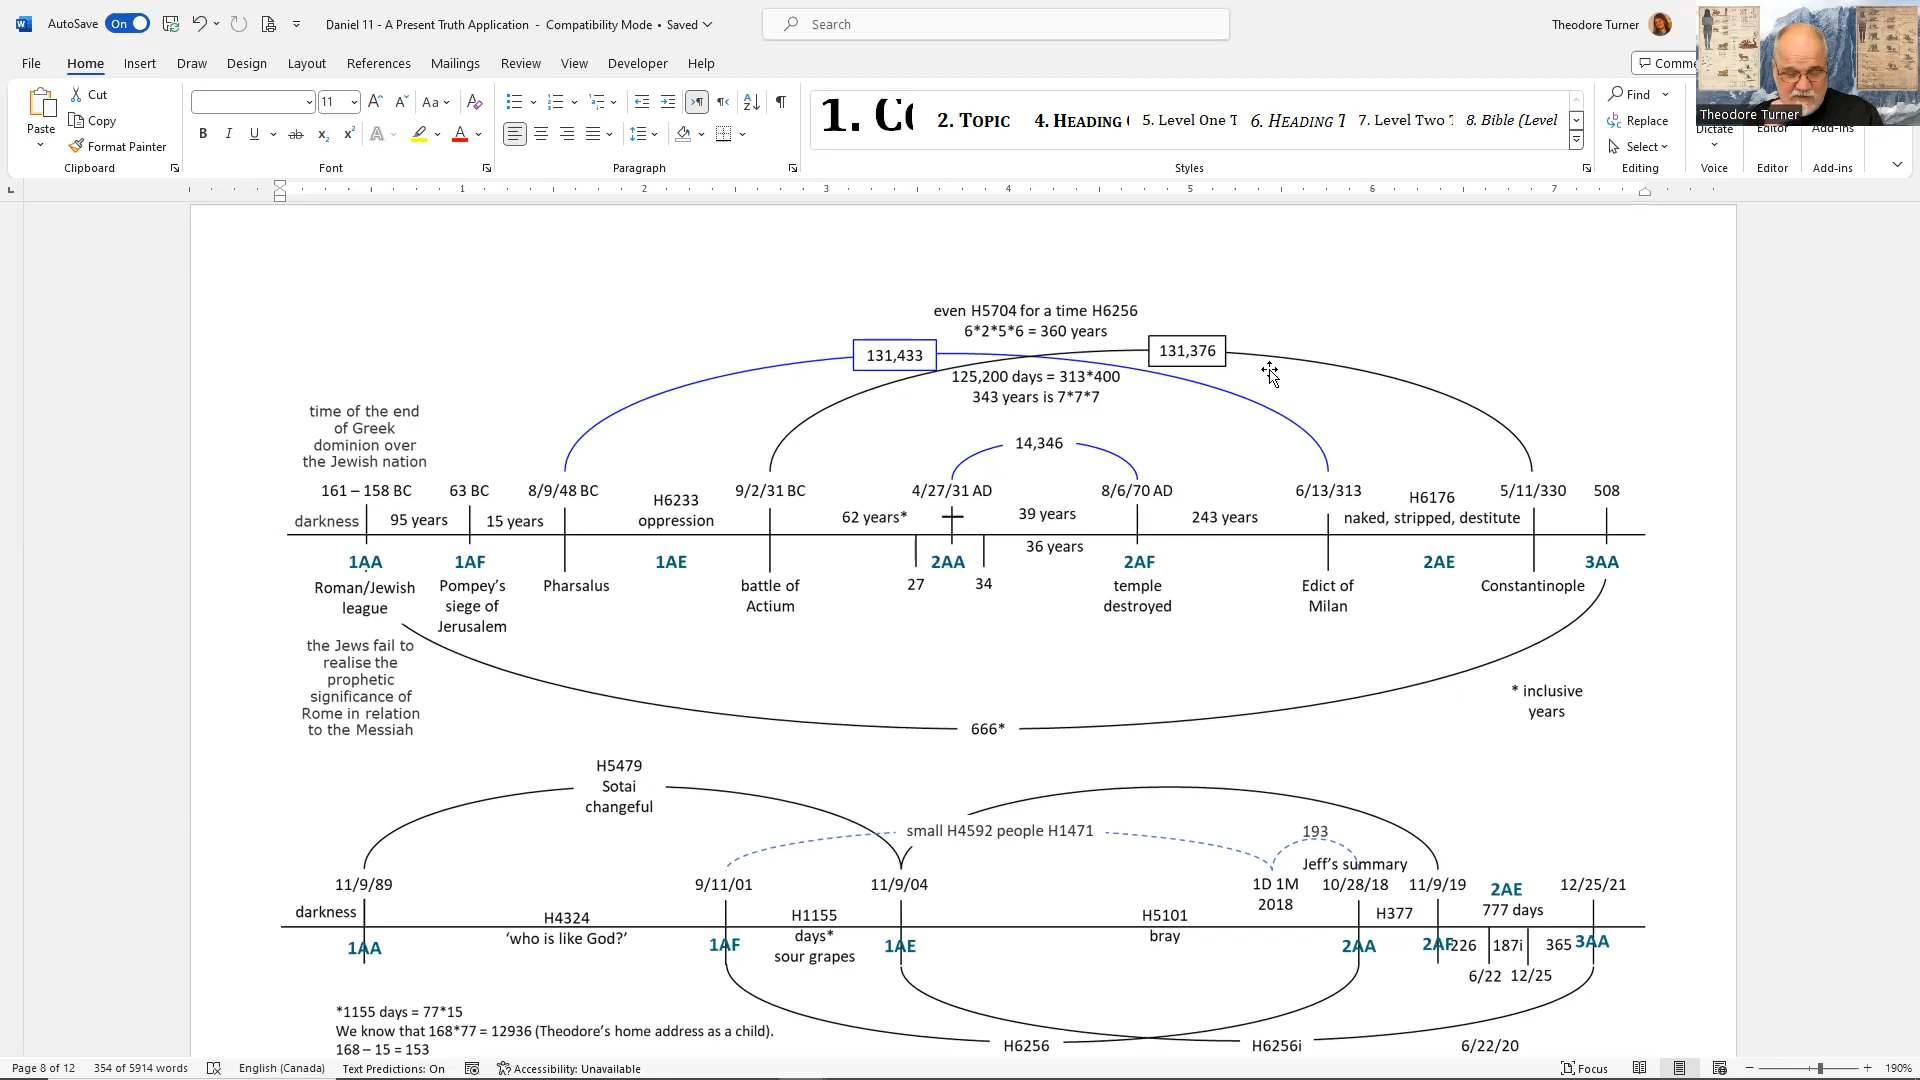 AutoSave
On
Daniel 11 - A Present Truth Application - Compatibility Mode • Saved
Search
Theodore Turner
File
Home
Insert
Draw
Design
Layout
References
Mailings
Review
View
Developer
Help
Paste
Cut
Copy
Format Painter
Clipboard
11
Font
Paragraph
2. TOPIC
4. HEADING
5. Level One T
6. HEADING T
7. Level Two
8. Bible (Level
Styles
Find
Replace
Select
Editing
Theodore Turner
Dictate
Voice
Editor
Editor
Add-ins
Add-ins
1 2 3 4 5 6 7
even H5704 for a time H6256
6*2*5*6 = 360 years
131,433
131,376
125,200 days = 313*400
343 years is 7*7*7
14,346
time of the end
of Greek
dominion over
the Jewish nation
161 – 158 BC
63 BC
8/9/48 BC
H6233
oppression
9/2/31 BC
4/27/31 AD
8/6/70 AD
6/13/313
H6176
naked, stripped, destitute
5/11/330
508
darkness
95 years
15 years
62 years*
39 years
36 years
243 years
1AA
1AF
1AE
2AA
2AF
2AE
3AA
Roman/Jewish
league
Pompey's
siege of
Jerusalem
Pharsalus
battle of
Actium
27
34
temple
destroyed
Edict of
Milan
Constantinople
the Jews fail to
realise the
prophetic
significance of
Rome in relation
to the Messiah
666*
* inclusive
years
H5479
Sotai
changeful
small H4592 people H1471
193
Jeff's summary
11/9/89
9/11/01
11/9/04
1D 1M
2018
10/28/18
11/9/19
2AE
777 days
12/25/21
darkness
H4324
'who is like God?'
H1155
days*
sour grapes
H5101
bray
H377
1AA
1AF
1AE
2AA
2AF
226
187i
365
3AA
6/22
12/25
*1155 days = 77*15
We know that 168*77 = 12936 (Theodore's home address as a child).
168 – 15 = 153
H6256
H6256i
6/22/20
Page 8 of 12
354 of 5914 words
English (Canada)
Text Predictions: On
Accessibility: Unavailable
Focus
190%